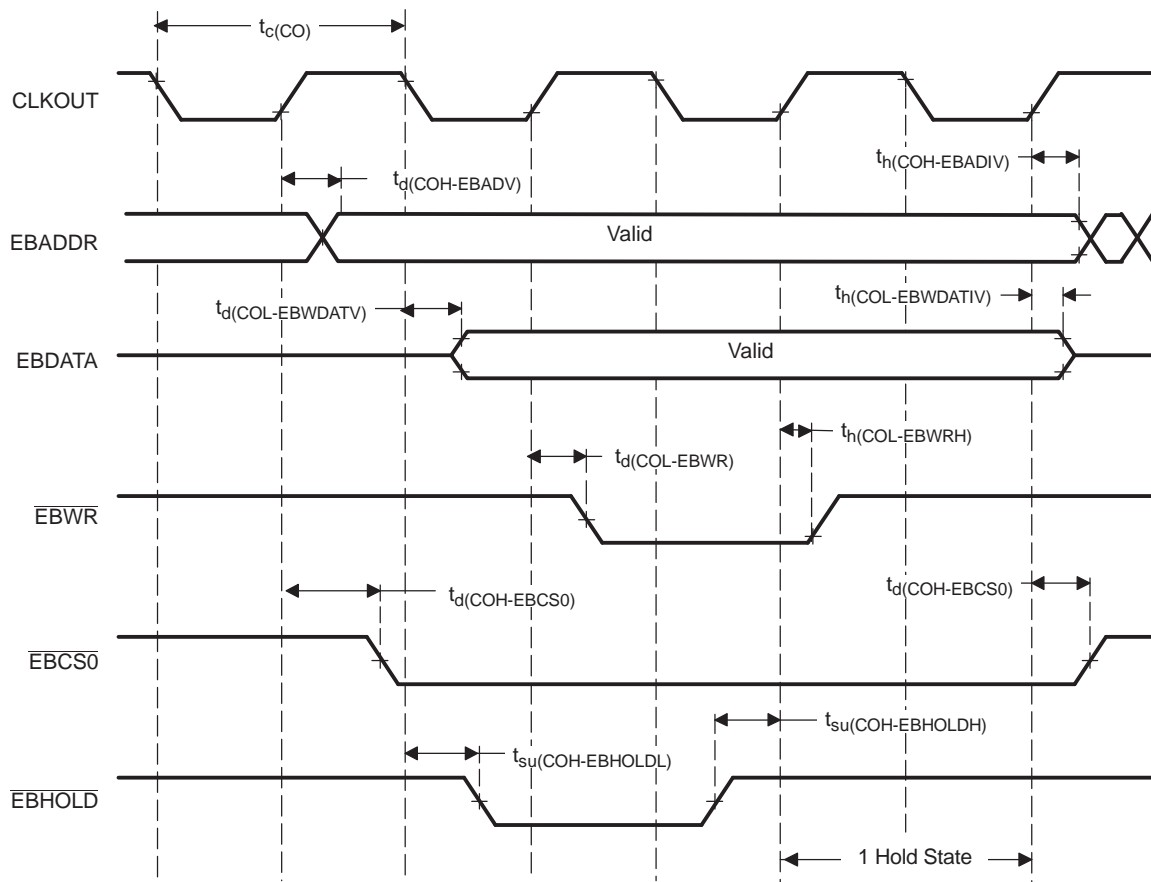 tc(CO)
CLKOUT
td(COH-EBADV)
th(COH-EBADIV)
EBADDR
Valid
td(COL-EBWDATV)
th(COL-EBWDATIV)
EBDATA
Valid
td(COL-EBWR)
th(COL-EBWRH)
EBWR
td(COH-EBCS0)
td(COH-EBCS0)
EBCS0
tsu(COH-EBHOLDL)
tsu(COH-EBHOLDH)
EBHOLD
1 Hold State